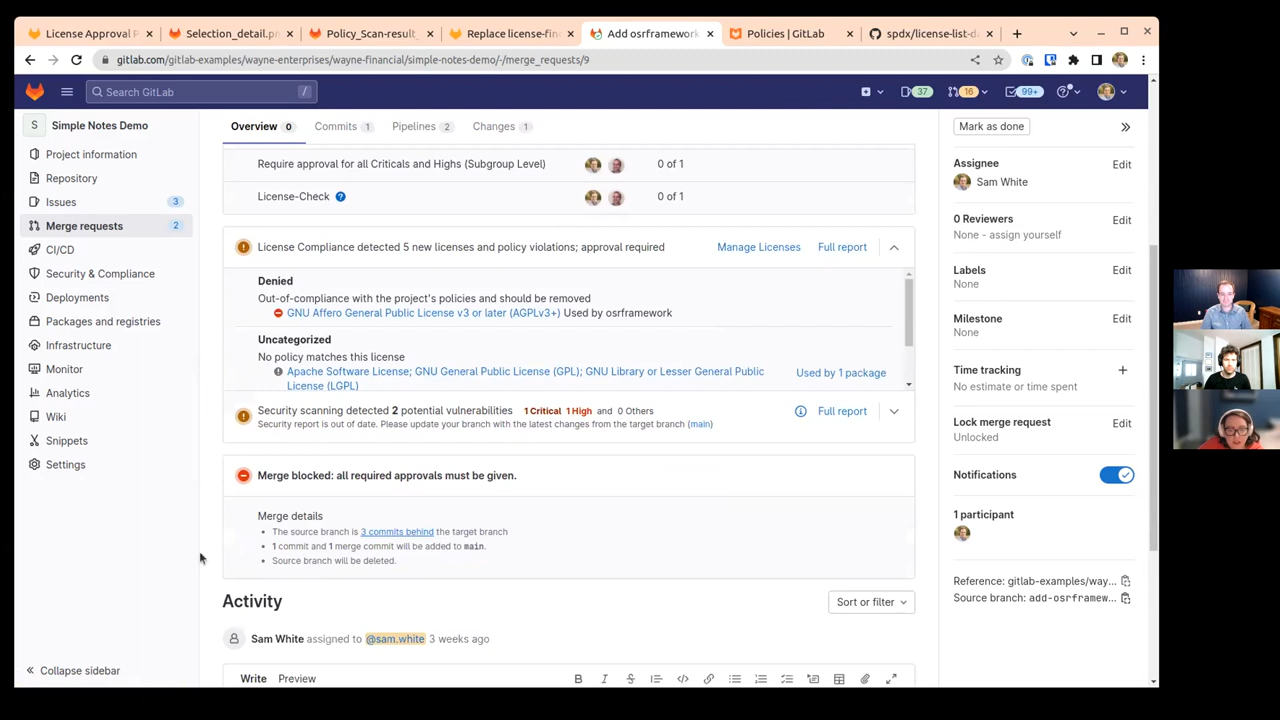 License Approval P
Selection_detail.pn
Policy_Scan-result_
Replace license-fin
Add osrframework
Policies | GitLab
spdx/license-list-d
gitlab.com/gitlab-examples/wayne-enterprises/wayne-financial/simple-notes-demo/-/merge_requests/9
Search GitLab
/
37
16
99+
S
Simple Notes Demo
Project information
Repository
Issues
3
Merge requests
2
CI/CD
Security & Compliance
Deployments
Packages and registries
Infrastructure
Monitor
Analytics
Wiki
Snippets
Settings
Collapse sidebar
Overview 0
Commits 1
Pipelines 2
Changes 1
Require approval for all Criticals and Highs (Subgroup Level)
0 of 1
License-Check
0 of 1
License Compliance detected 5 new licenses and policy violations; approval required
Manage Licenses
Full report
Denied
Out-of-compliance with the project's policies and should be removed
GNU Affero General Public License v3 or later (AGPLv3+) Used by osrframework
Uncategorized
No policy matches this license
Apache Software License; GNU General Public License (GPL); GNU Library or Lesser General Public
License (LGPL)
Used by 1 package
Security scanning detected 2 potential vulnerabilities 1 Critical 1 High and 0 Others
Full report
Security report is out of date. Please update your branch with the latest changes from the target branch (main)
Merge blocked: all required approvals must be given.
Merge details
The source branch is 3 commits behind the target branch
1 commit and 1 merge commit will be added to main.
Source branch will be deleted.
Activity
Sort or filter
Sam White assigned to @sam.white 3 weeks ago
Write
Preview
B
I
S
Mark as done
Assignee
Edit
Sam White
0 Reviewers
Edit
None - assign yourself
Labels
Edit
None
Milestone
Edit
None
Time tracking
No estimate or time spent
Lock merge request
Edit
Unlocked
Notifications
1 participant
Reference: gitlab-examples/way...
Source branch: add-osrframew...